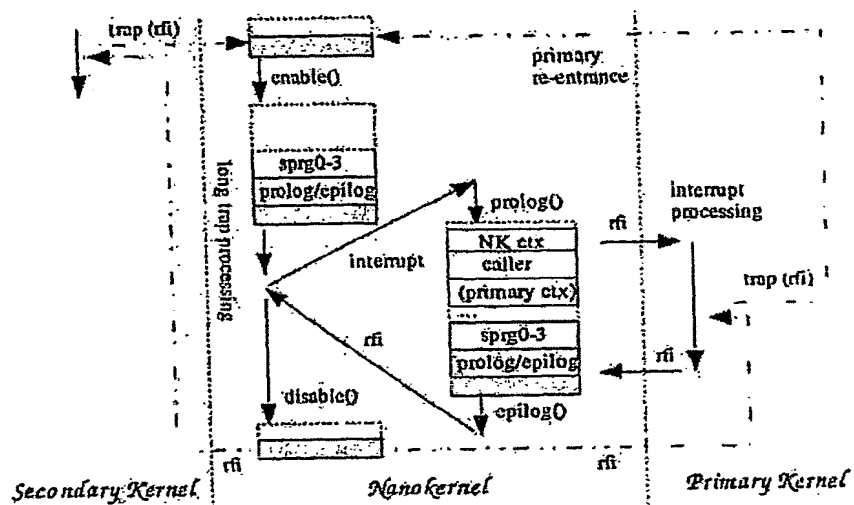 trap (rfi)
primary
re-entrance
enable()
sprg0-3
prolog/epilog
long trap processing
prolog()
interrupt
processing
rfi
NK ctx
caller
(primary ctx)
interrupt
trap (rfi)
....
rfi
sprg0-3
prolog/epilog
rfi
disable()
epilog()
rfi
rfi
Secondary Kernel
Nanokernel
Primary Kernel